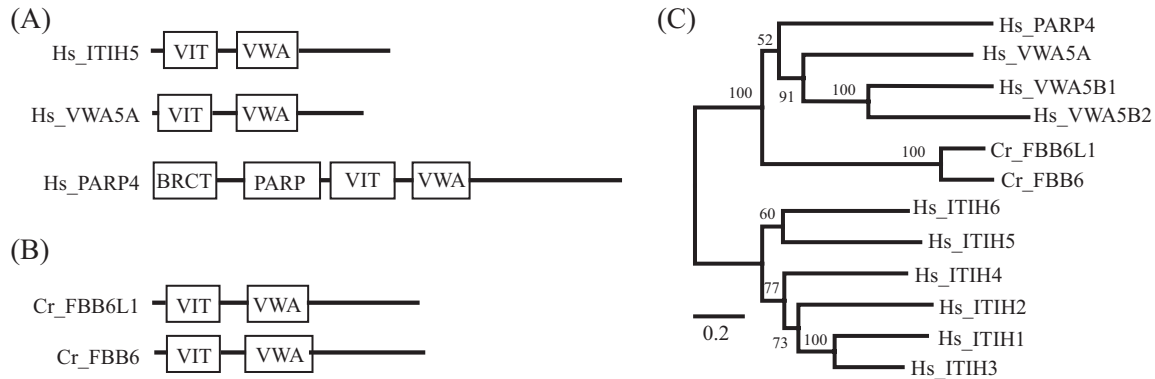 (A)
Hs_ITIH5 VIT VWA
Hs_VWA5A VIT VWA
Hs_PARP4 BRCT PARP VIT VWA
(B)
Cr_FBB6L1 VIT VWA
Cr_FBB6 VIT VWA
(C)
Hs_PARP4
52
Hs_VWA5A
100
91
100
Hs_VWA5B1
Hs_VWA5B2
100
Cr_FBB6L1
Cr_FBB6
Hs_ITIH6
60
Hs_ITIH5
Hs_ITIH4
77
Hs_ITIH2
73
100
Hs_ITIH1
Hs_ITIH3
0.2